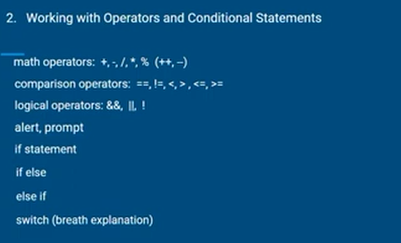 2. Working with Operators and Conditional Statements
math operators: +, -, /, *, % (++, –)
comparison operators: ==, !=, <, > , <=, >=
logical operators: &&, ||, !
alert, prompt
if statement
if else
else if
switch (breath explanation)